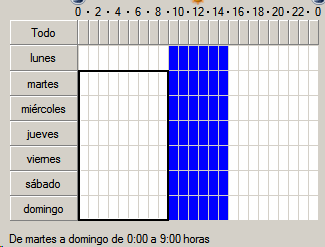 0 · 2 · 4 · 6 · 8 · 10 · 12 · 14 · 16 · 18 · 20 · 22 · 0
Todo
lunes
martes
miércoles
jueves
viernes
sábado
domingo
De martes a domingo de 0:00 a 9:00 horas